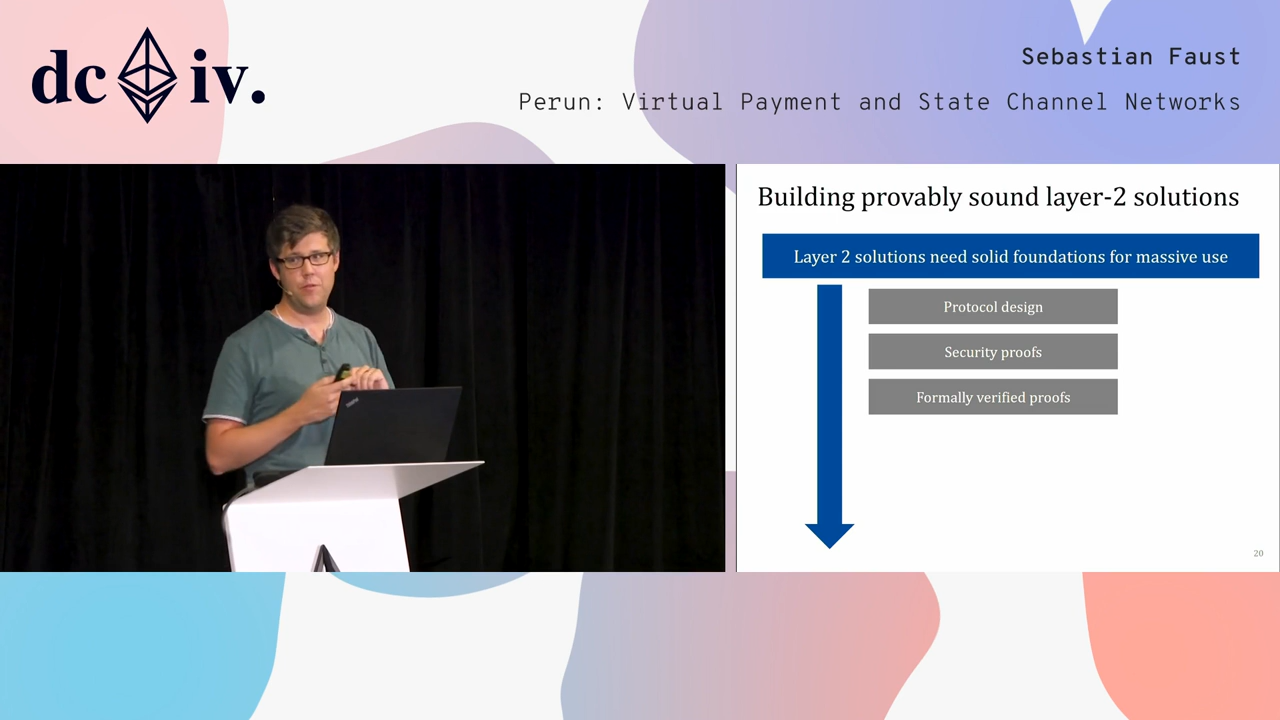 dc iv.
Sebastian Faust
Perun: Virtual Payment and State Channel Networks
Building provably sound layer-2 solutions
Layer 2 solutions need solid foundations for massive use
Protocol design
Security proofs
Formally verified proofs
20